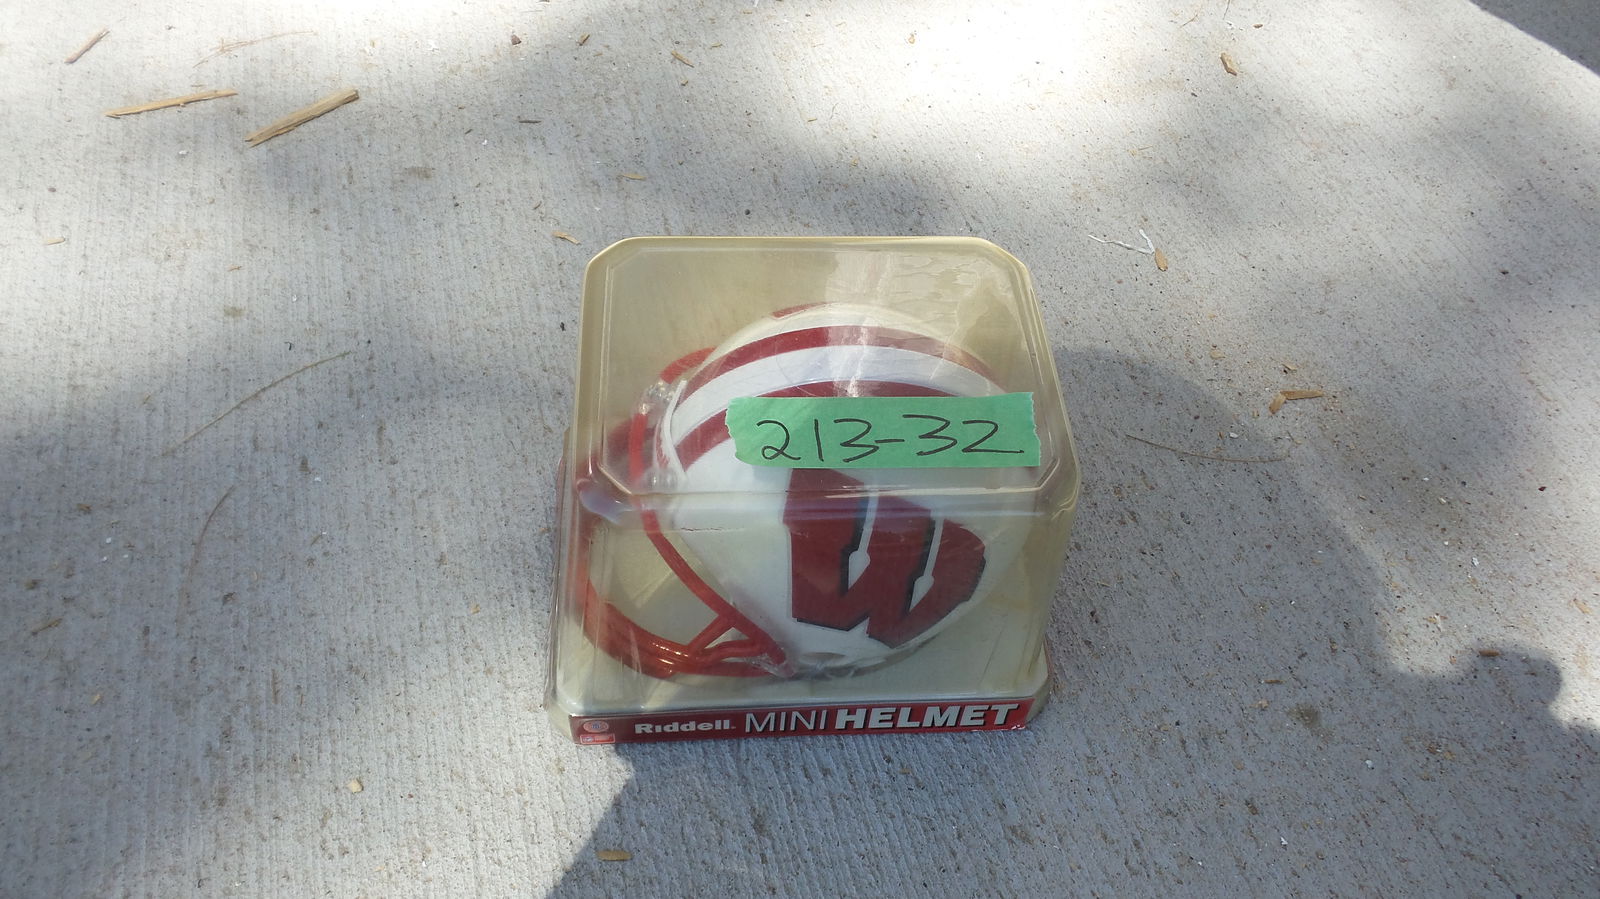 213-32
W
Riddell. MINI HELMET